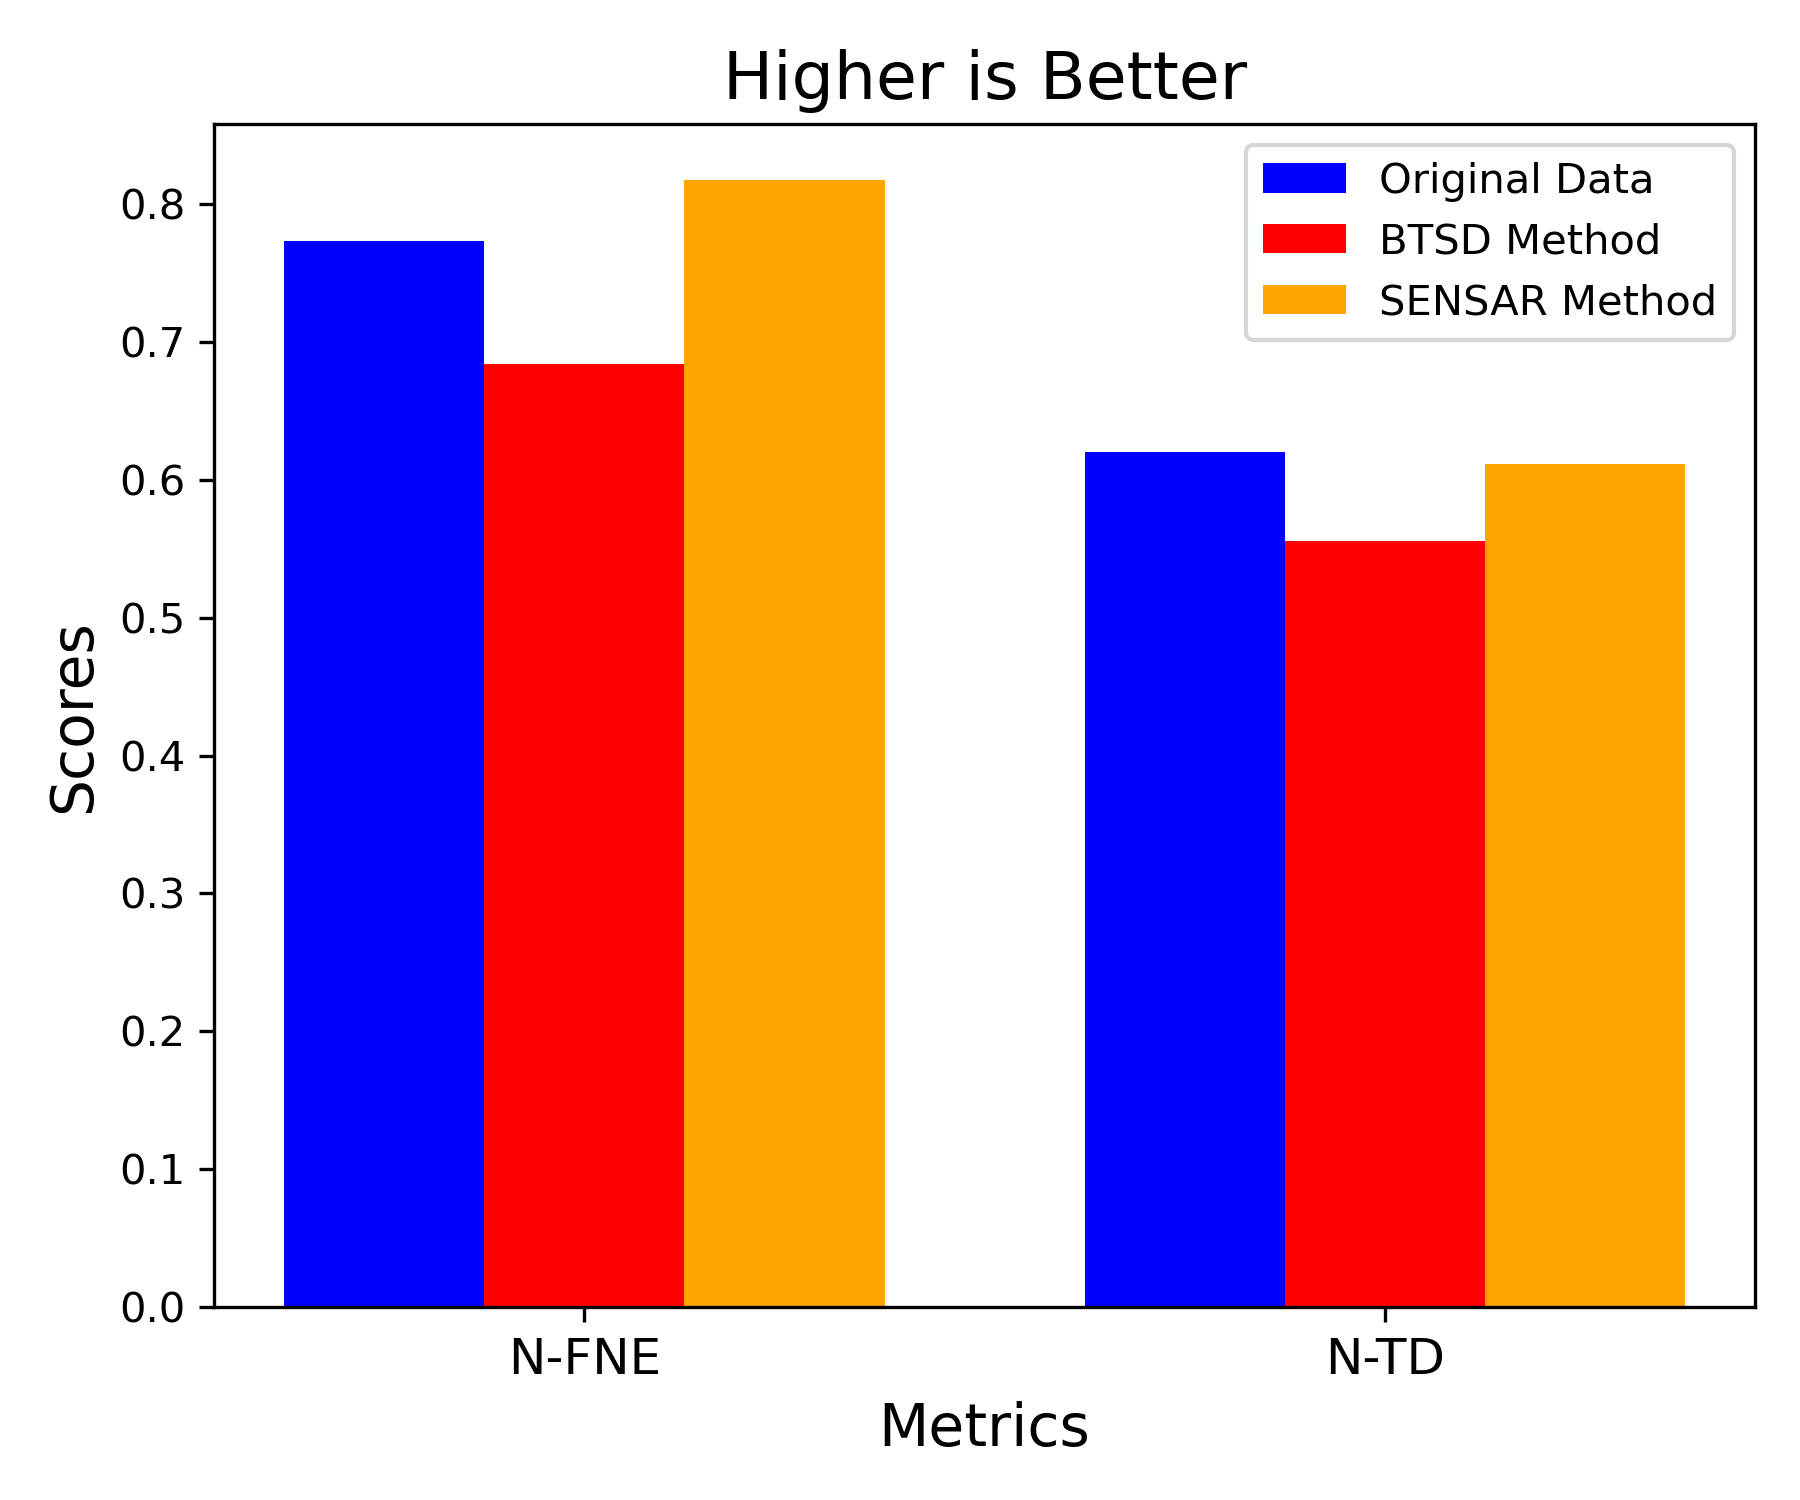 Higher is Better
Original Data
BTSD Method
SENSAR Method
0.8
0.7
0.6
0.5
0.4
0.3
0.2
0.1
0.0
Scores
N-FNE
N-TD
Metrics